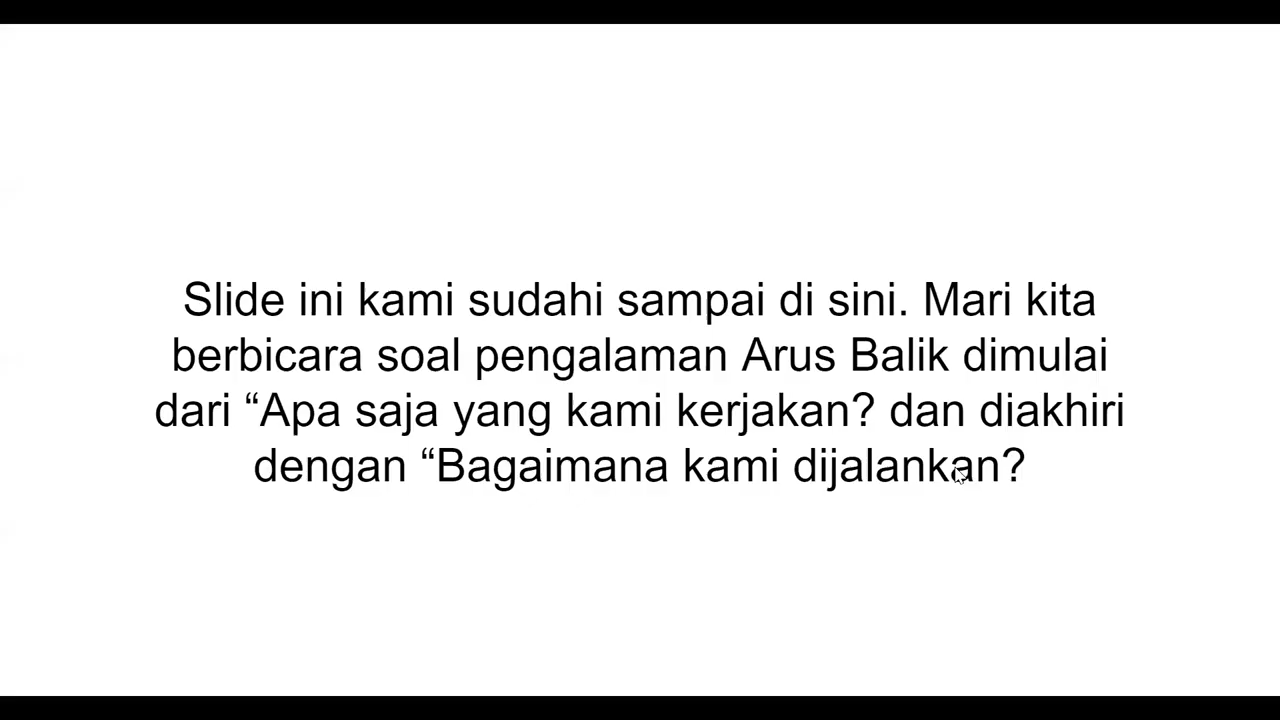 Slide ini kami sudahi sampai di sini. Mari kita
berbicara soal pengalaman Arus Balik dimulai
dari “Apa saja yang kami kerjakan? dan diakhiri
dengan “Bagaimana kami dijalankan?